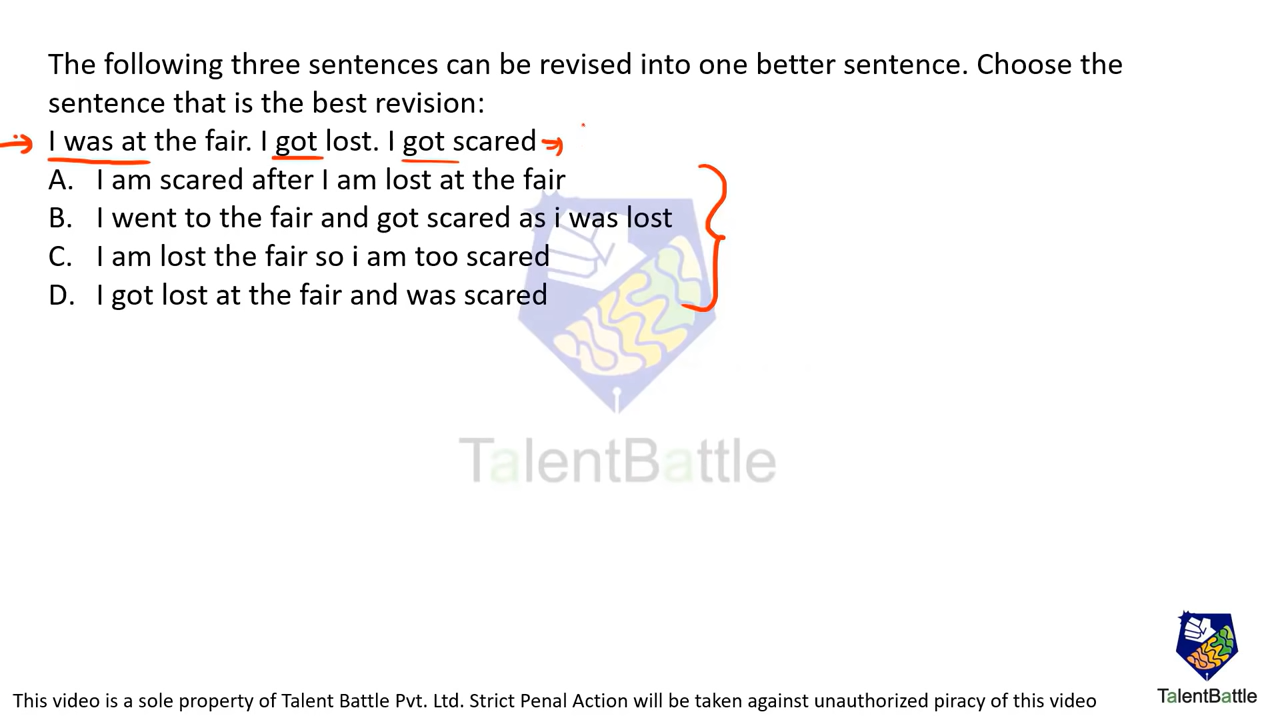 The following three sentences can be revised into one better sentence. Choose the
sentence that is the best revision:
I was at the fair. I got lost. I got scared
A. I am scared after I am lost at the fair
B. I went to the fair and got scared as i was lost
C. I am lost the fair so i am too scared
D. I got lost at the fair and was scared
TalentBattle
TalentBattle
This video is a sole property of Talent Battle Pvt. Ltd. Strict Penal Action will be taken against unauthorized piracy of this video